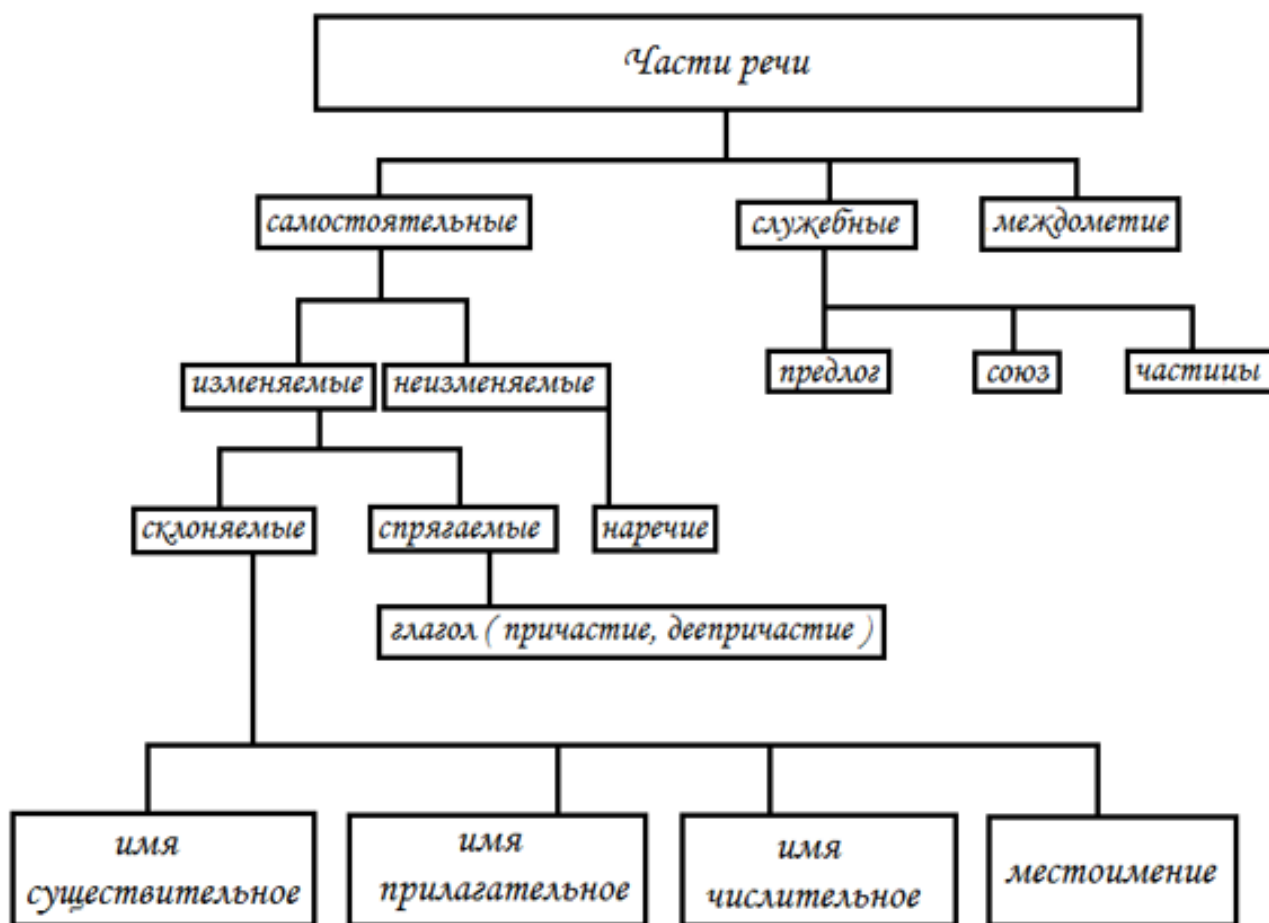 Части речи
самостоятельные
служебные
междометие
изменяемые
неизменяемые
предлог
союз
частицы
склоняемые
спрягаемые
наречие
глагол ( причастие, деепричастие )
имя
существительное
имя
прилагательное
имя
числительное
местоимение